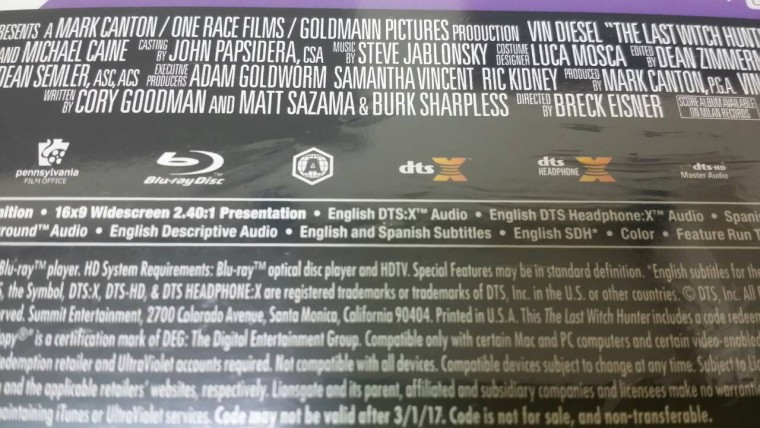 RESENTS A MARK CANTON / ONE RACE FILMS / GOLDMANN PICTURES PRODUCTION VIN DIESEL "THE LAST WITCH HUNT
AND MICHAEL CAINE CASTING BY JOHN PAPSIDERA, CSA MUSIC BY STEVE JABLONSKY COSTUME DESIGNER LUCA MOSCA EDITED BY DEAN ZIMMERM
DEAN SEMLER, ASC, ACS EXECUTIVE PRODUCERS ADAM GOLDWORM SAMANTHA VINCENT RIC KIDNEY PRODUCED BY MARK CANTON, P.G.A. VIN
WRITTEN BY CORY GOODMAN AND MATT SAZAMA & BURK SHARPLESS DIRECTED BY BRECK EISNER SCORE ALBUM AVAILABLE ON MILAN RECORDS
pennsylvania FILM OFFICE
Blu-ray Disc™
A
dts X
dts HEADPHONE X
dts-HD Master Audio
nition • 16x9 Widescreen 2.40:1 Presentation • English DTS:X™ Audio • English DTS Headphone:X™ Audio • Spani
round™ Audio • English Descriptive Audio • English and Spanish Subtitles • English SDH* • Color • Feature Run T
Blu-ray™ player. HD System Requirements: Blu-ray™ optical disc player and HDTV. Special Features may be in standard definition. *English subtitles for the
S, the Symbol, DTS:X, DTS-HD, & DTS HEADPHONE:X are registered trademarks or trademarks of DTS, Inc. in the U.S. or other countries. © DTS, Inc. All
rved. Summit Entertainment, 2700 Colorado Avenue, Santa Monica, California 90404. Printed in U.S.A. This The Last Witch Hunter includes a code redeem
opy®" is a certification mark of DEG: The Digital Entertainment Group. Compatible only with certain Mac and PC computers and certain video-enabled
edemption retailer and UltraViolet accounts required. Not compatible with all devices. Compatible devices subject to change at any time. Subject to Li
and the applicable retailers' websites, respectively. Lionsgate and its parent, affiliated and subsidiary companies and licensees make no warrantie
aintaining iTunes or UltraViolet services. Code may not be valid after 3/1/17. Code is not for sale, and non-transferable.